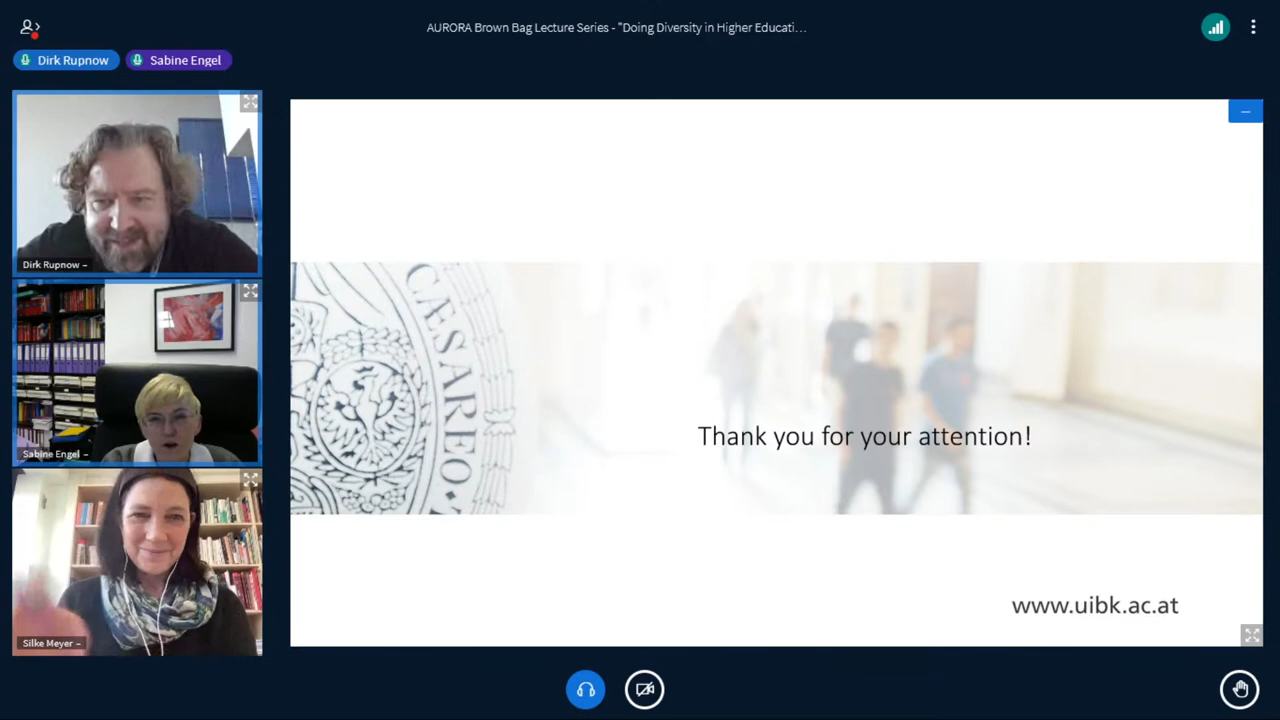 AURORA Brown Bag Lecture Series - "Doing Diversity in Higher Educati…
Dirk Rupnow
Sabine Engel
Dirk Rupnow
Sabine Engel
Silke Meyer
CÆSAREO
Thank you for your attention!
www.uibk.ac.at